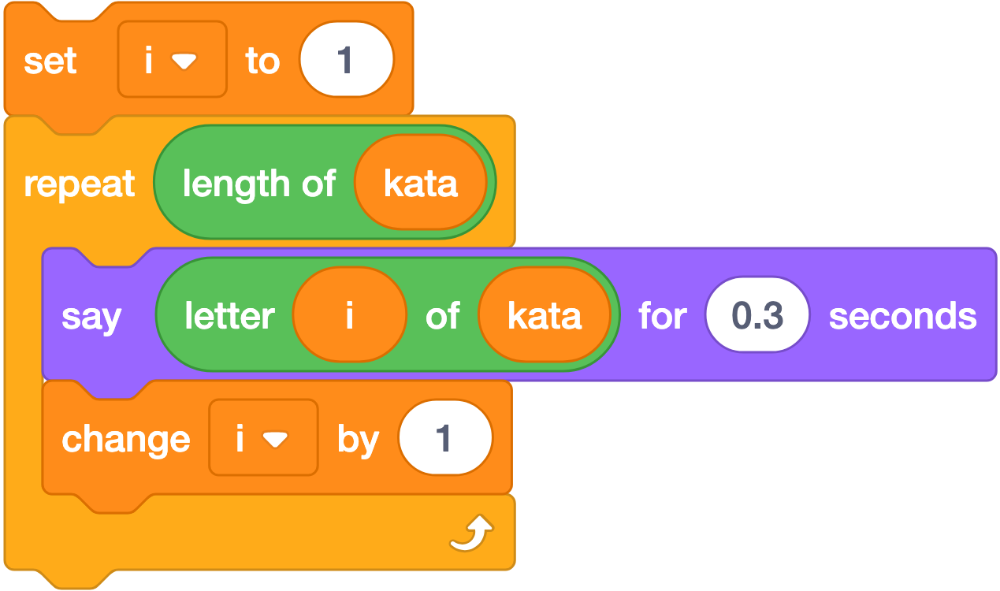 set i to 1
repeat length of kata
say letter i of kata for 0.3 seconds
change i by 1